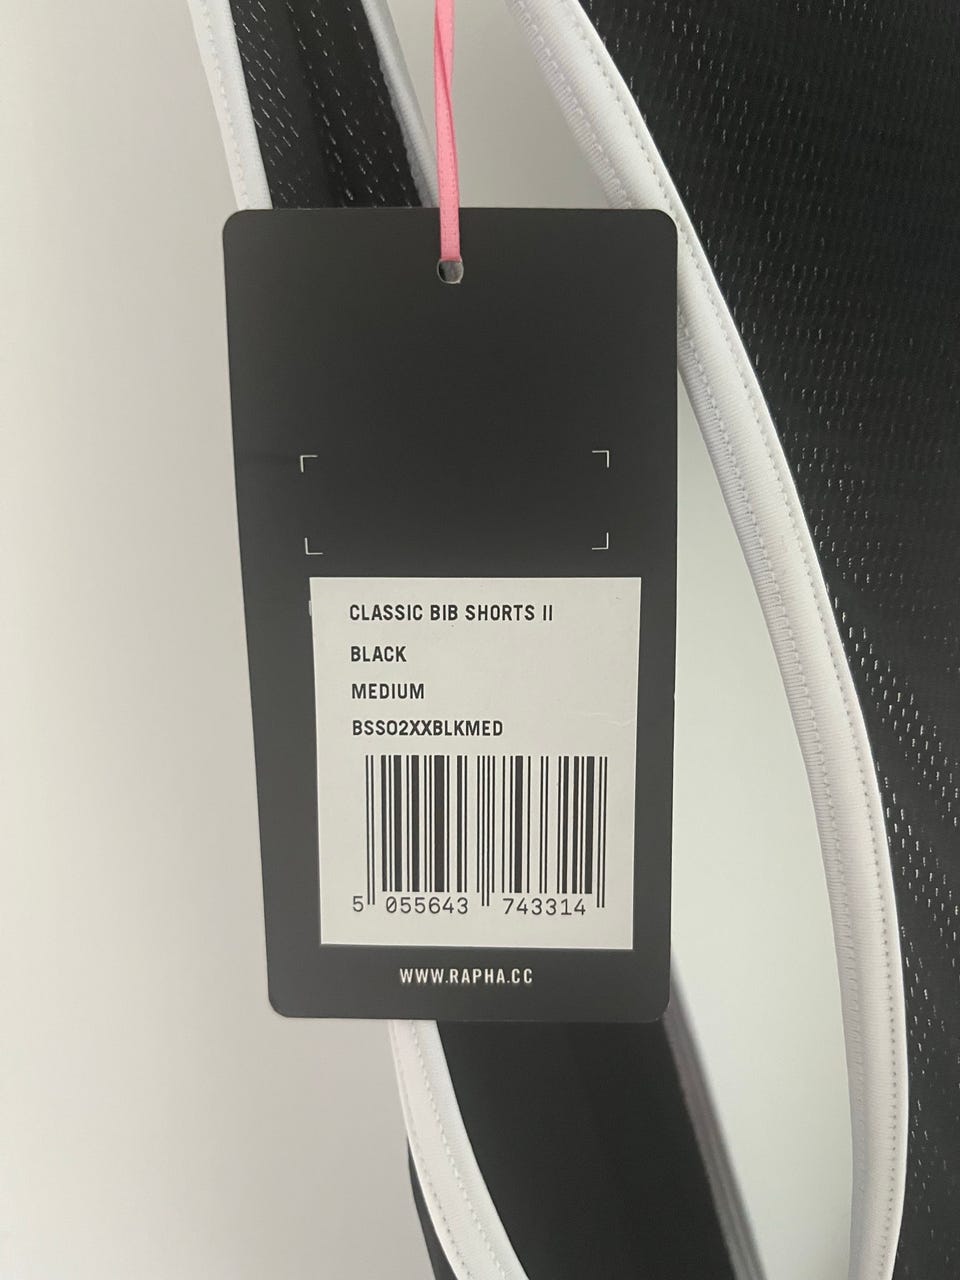 CLASSIC BIB SHORTS II
BLACK
MEDIUM
BSS02XXBLKMED
5 055643 743314
WWW.RAPHA.CC